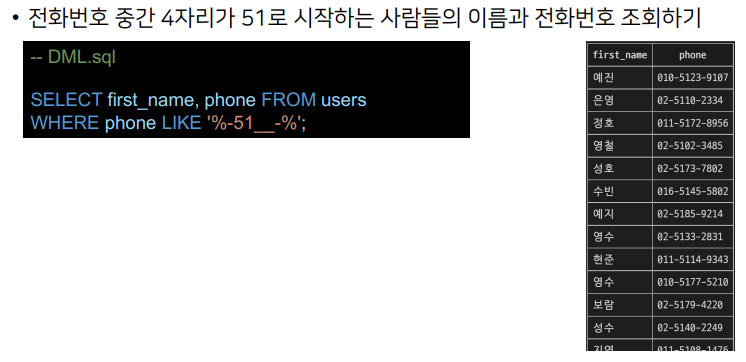 • 전화번호 중간 4자리가 51로 시작하는 사람들의 이름과 전화번호 조회하기
-- DML.sql
SELECT first_name, phone FROM users
WHERE phone LIKE '%-51__-%';
first_name phone
예진 010-5123-9107
은영 02-5110-2334
정호 011-5172-8956
영철 02-5102-3485
성호 02-5173-7802
수빈 016-5145-5802
예지 02-5185-9214
영수 02-5133-2831
현준 011-5114-9343
영수 010-5177-5210
보람 02-5179-4220
성수 02-5140-2249
지영 011-5108-1476